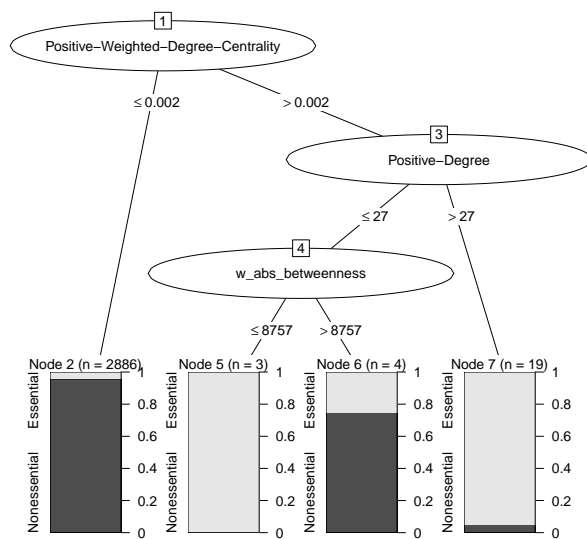 1
Positive−Weighted−Degree−Centrality
≤ 0.002
> 0.002
3
Positive−Degree
≤ 27
> 27
4
w_abs_betweenness
≤ 8757
> 8757
Node 2 (n = 2886)
Nonessential
Essential
0
0.2
0.4
0.6
0.8
1
Node 5 (n = 3)
Nonessential
Essential
0
0.2
0.4
0.6
0.8
1
Node 6 (n = 4)
Nonessential
Essential
0
0.2
0.4
0.6
0.8
1
Node 7 (n = 19)
Nonessential
Essential
0
0.2
0.4
0.6
0.8
1